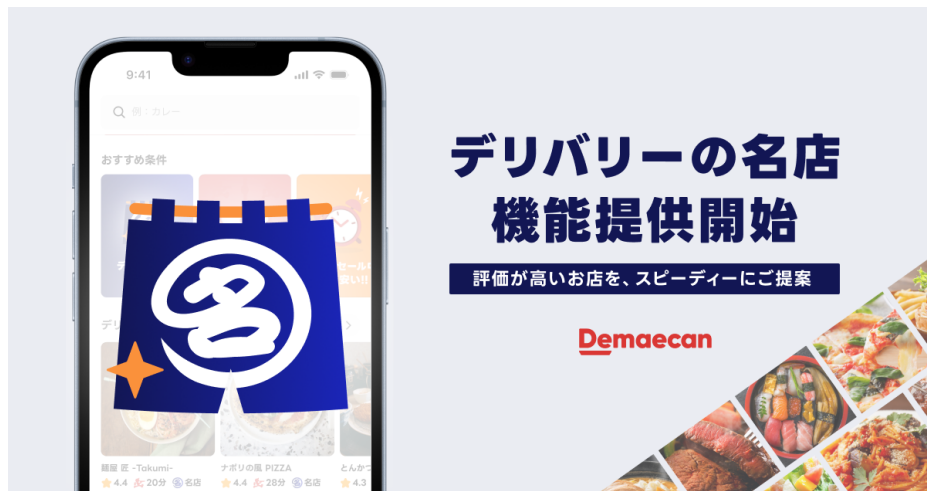 9:41
例：カレー
おすすめ条件
名
デリバリーの名店
機能提供開始
評価が高いお店を、スピーディーにご提案
Demaecan
麺屋 匠 -Takumi-
4.4 20分 名店
ナポリの風 PIZZA
4.4 28分 名店
とんかつ
4.3